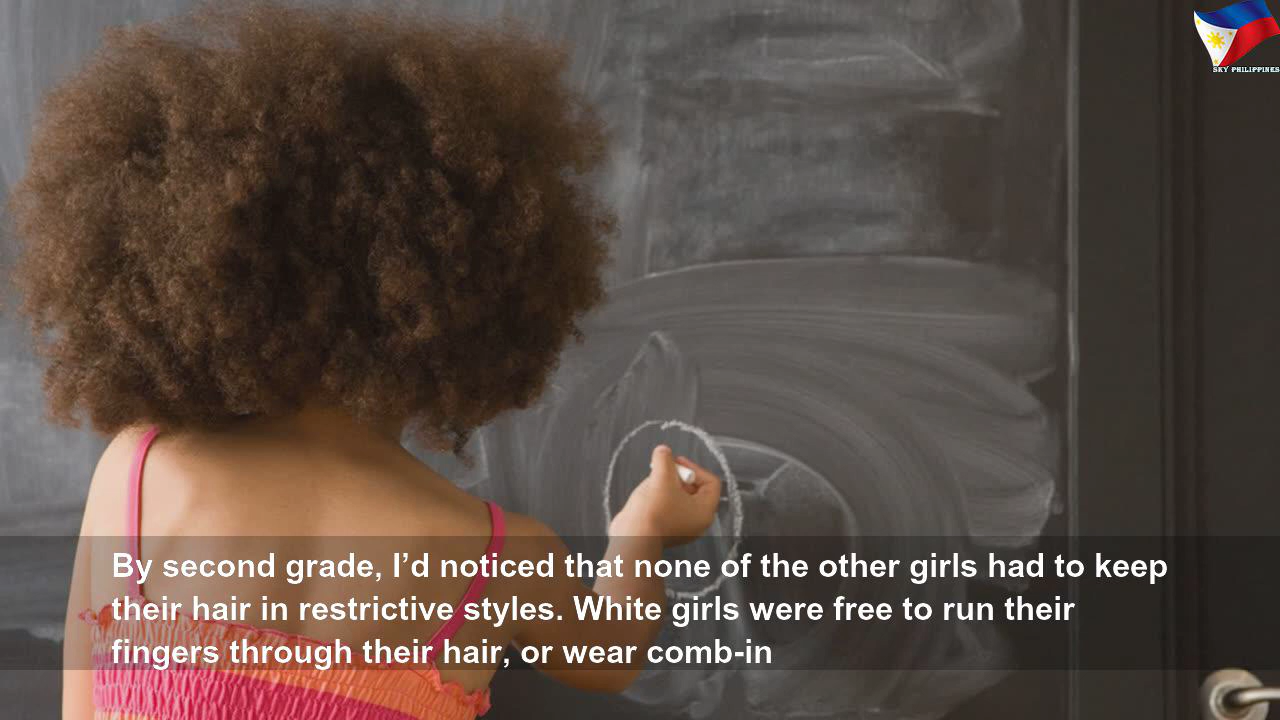 SKY PHILIPPINES
By second grade, I’d noticed that none of the other girls had to keep
their hair in restrictive styles. White girls were free to run their
fingers through their hair, or wear comb-in